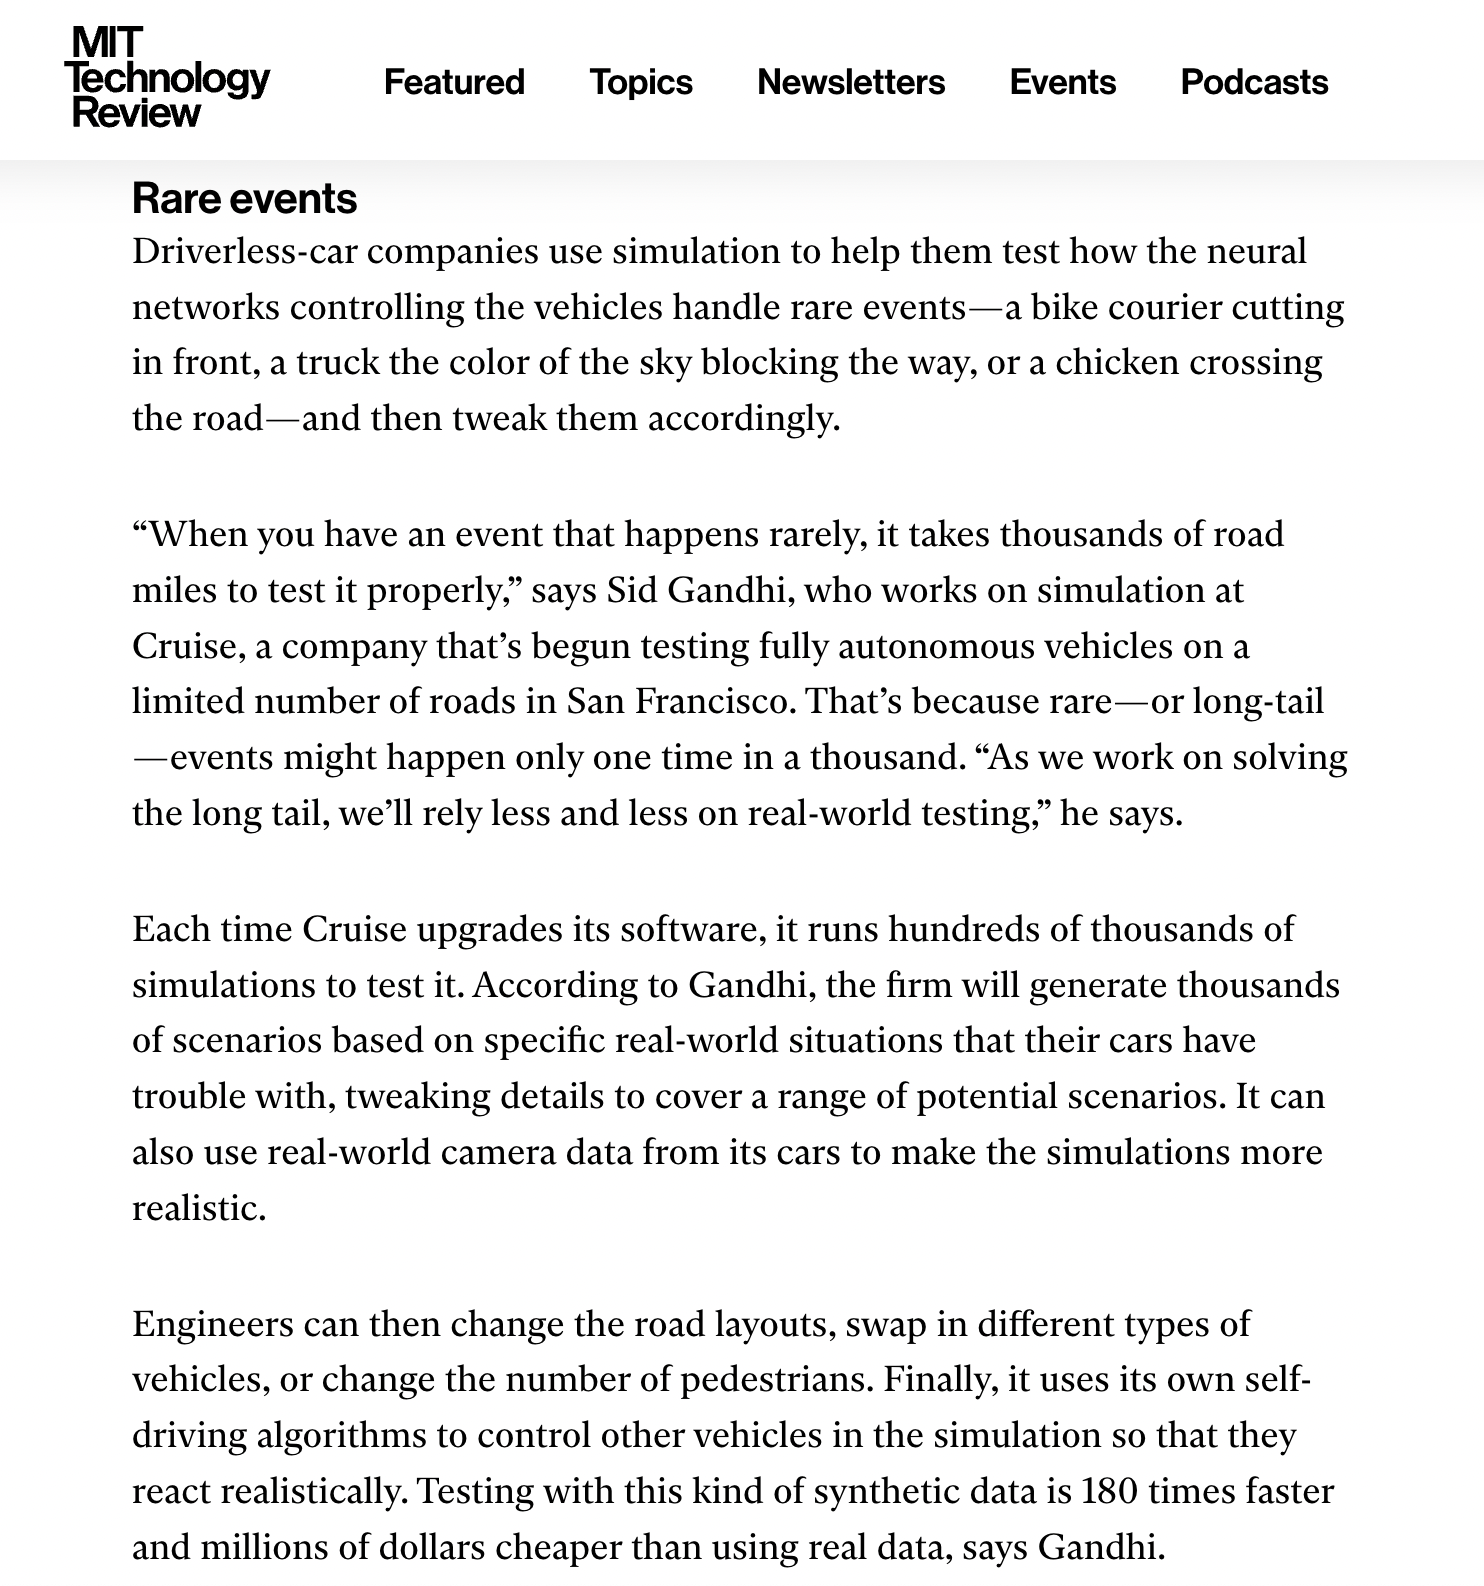 MIT
Technology
Review
Featured Topics Newsletters Events Podcasts
Rare events
Driverless-car companies use simulation to help them test how the neural
networks controlling the vehicles handle rare events—a bike courier cutting
in front, a truck the color of the sky blocking the way, or a chicken crossing
the road—and then tweak them accordingly.
“When you have an event that happens rarely, it takes thousands of road
miles to test it properly,” says Sid Gandhi, who works on simulation at
Cruise, a company that’s begun testing fully autonomous vehicles on a
limited number of roads in San Francisco. That’s because rare—or long-tail
—events might happen only one time in a thousand. “As we work on solving
the long tail, we’ll rely less and less on real-world testing,” he says.
Each time Cruise upgrades its software, it runs hundreds of thousands of
simulations to test it. According to Gandhi, the firm will generate thousands
of scenarios based on specific real-world situations that their cars have
trouble with, tweaking details to cover a range of potential scenarios. It can
also use real-world camera data from its cars to make the simulations more
realistic.
Engineers can then change the road layouts, swap in different types of
vehicles, or change the number of pedestrians. Finally, it uses its own self-
driving algorithms to control other vehicles in the simulation so that they
react realistically. Testing with this kind of synthetic data is 180 times faster
and millions of dollars cheaper than using real data, says Gandhi.